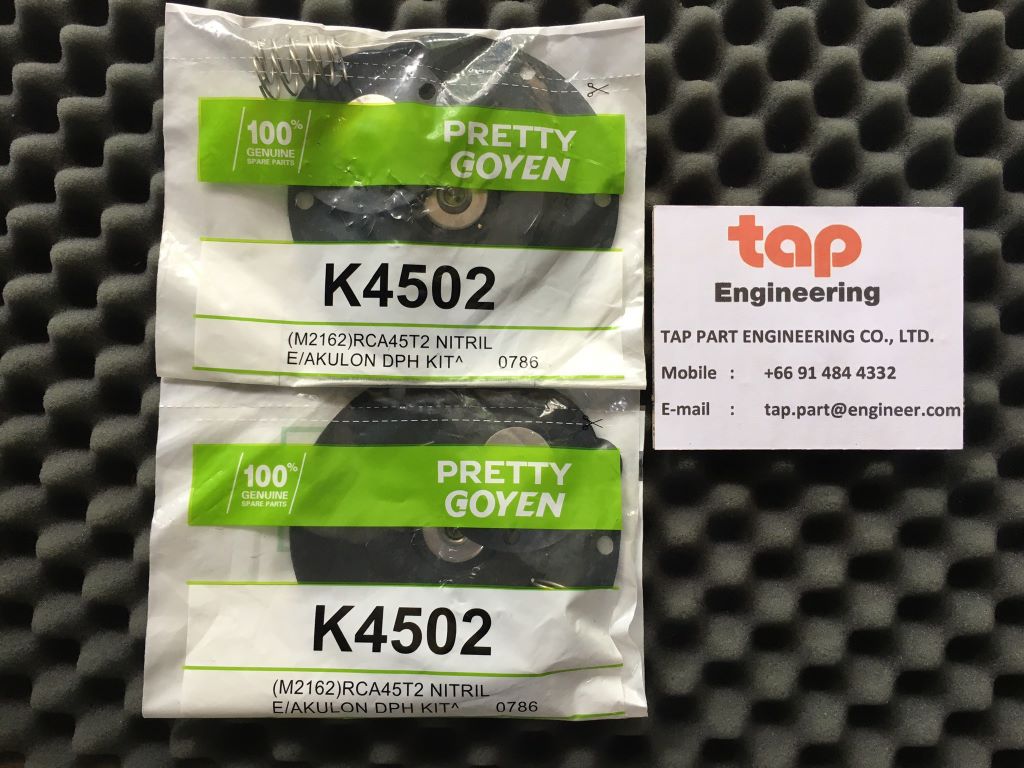 100%
GENUINE
SPARE PARTS
PRETTY
GOYEN
K4502
(M2162)RCA45T2 NITRIL
E/AKULON DPH KIT^ 0786
100%
GENUINE
SPARE PARTS
PRETTY
GOYEN
K4502
(M2162)RCA45T2 NITRIL
E/AKULON DPH KIT^ 0786
tap
Engineering
TAP PART ENGINEERING CO., LTD.
Mobile : +66 91 484 4332
E-mail : tap.part@engineer.com